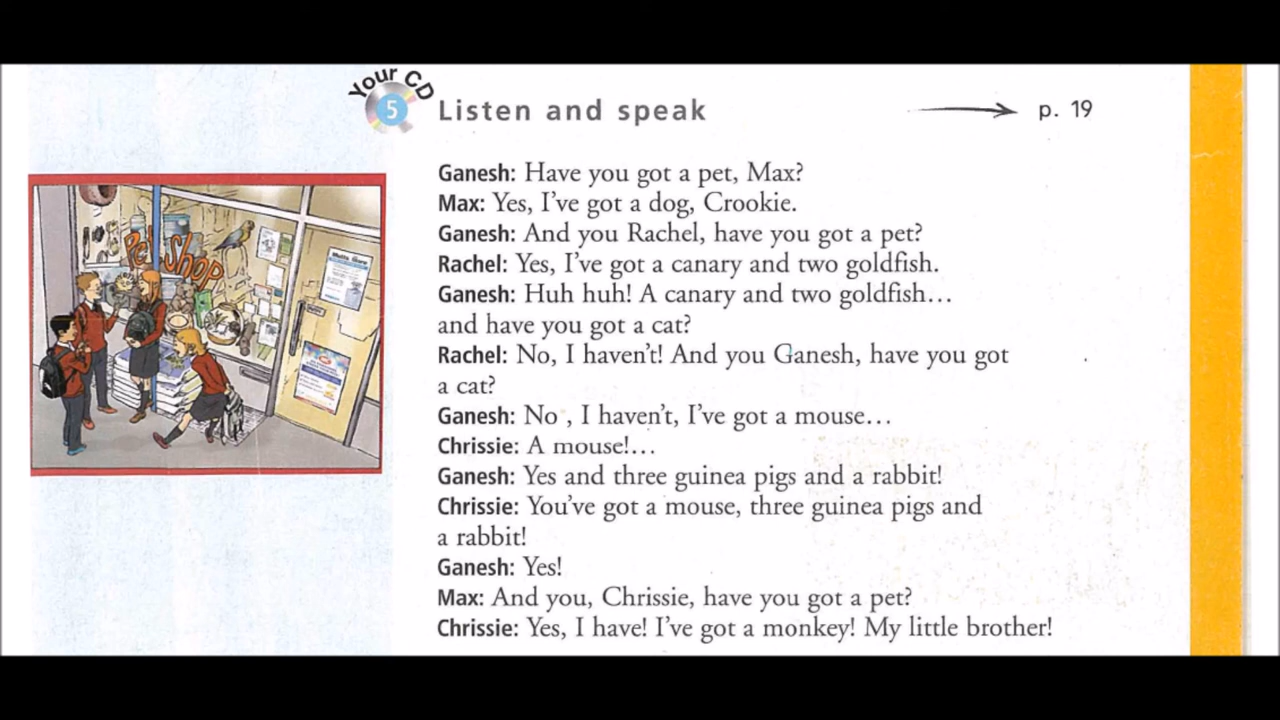 Your CD
5
Listen and speak
p. 19
Ganesh: Have you got a pet, Max?
Max: Yes, I've got a dog, Crookie.
Ganesh: And you Rachel, have you got a pet?
Rachel: Yes, I've got a canary and two goldfish.
Ganesh: Huh huh! A canary and two goldfish…
and have you got a cat?
Rachel: No, I haven't! And you Ganesh, have you got
a cat?
Ganesh: No , I haven't, I've got a mouse…
Chrissie: A mouse!…
Ganesh: Yes and three guinea pigs and a rabbit!
Chrissie: You've got a mouse, three guinea pigs and
a rabbit!
Ganesh: Yes!
Max: And you, Chrissie, have you got a pet?
Chrissie: Yes, I have! I've got a monkey! My little brother!
Pet Shop